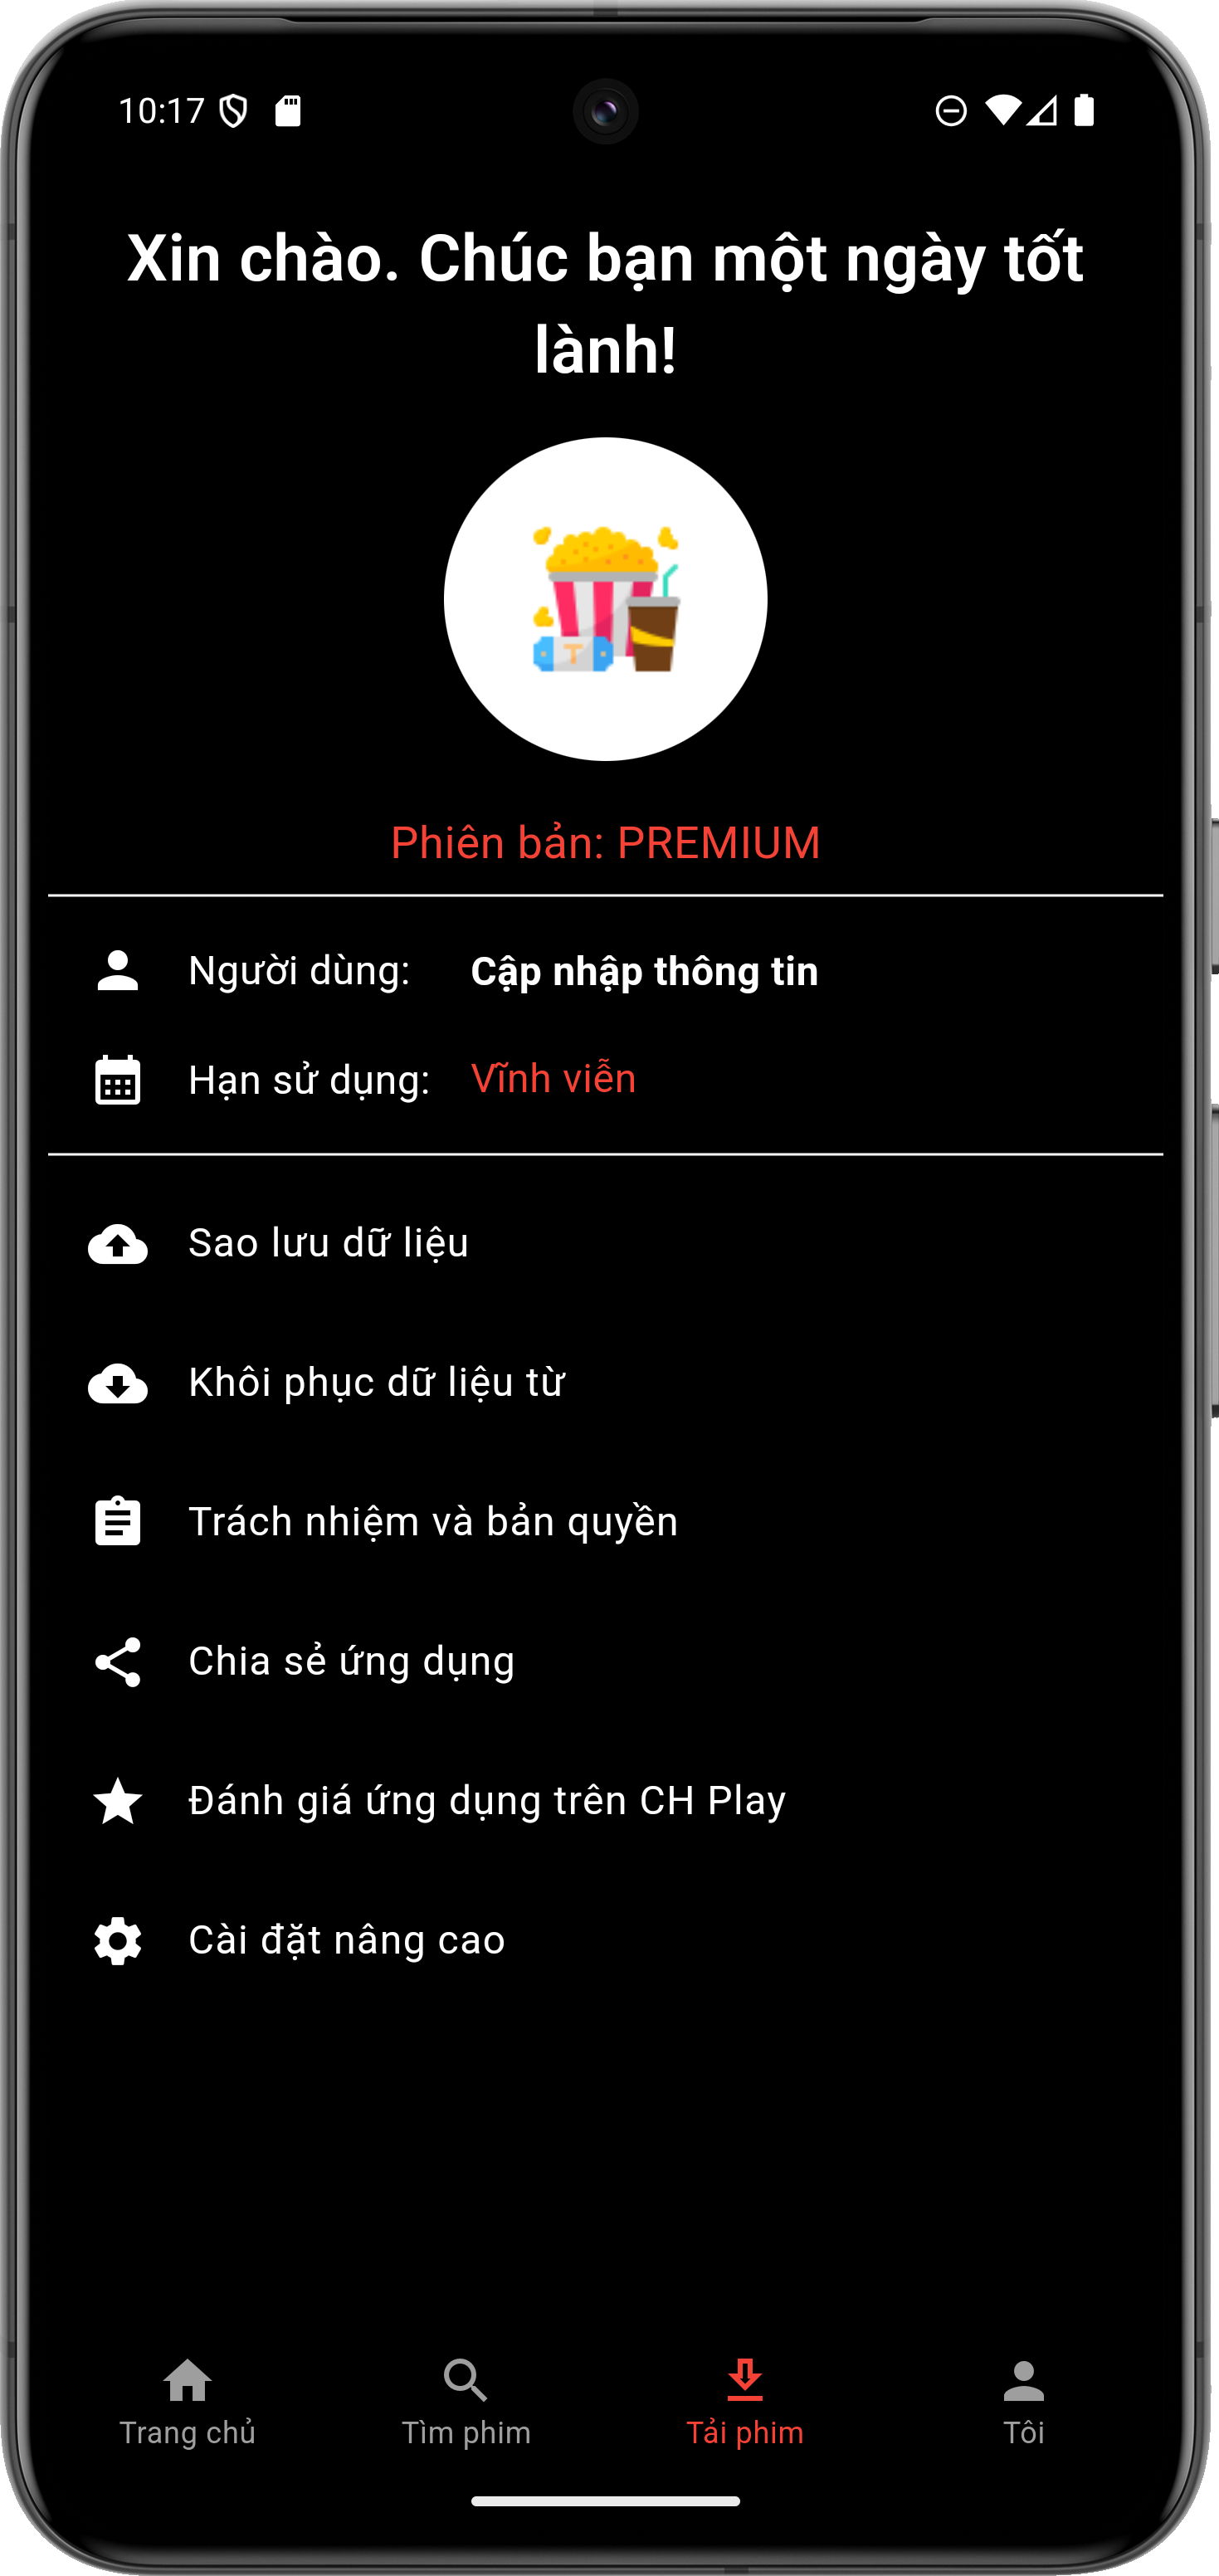 10:17
Xin chào. Chúc bạn một ngày tốt
lành!
T
Phiên bản: PREMIUM
Người dùng: Cập nhập thông tin
Hạn sử dụng: Vĩnh viễn
Sao lưu dữ liệu
Khôi phục dữ liệu từ
Trách nhiệm và bản quyền
Chia sẻ ứng dụng
Đánh giá ứng dụng trên CH Play
Cài đặt nâng cao
Trang chủ Tìm phim Tải phim Tôi